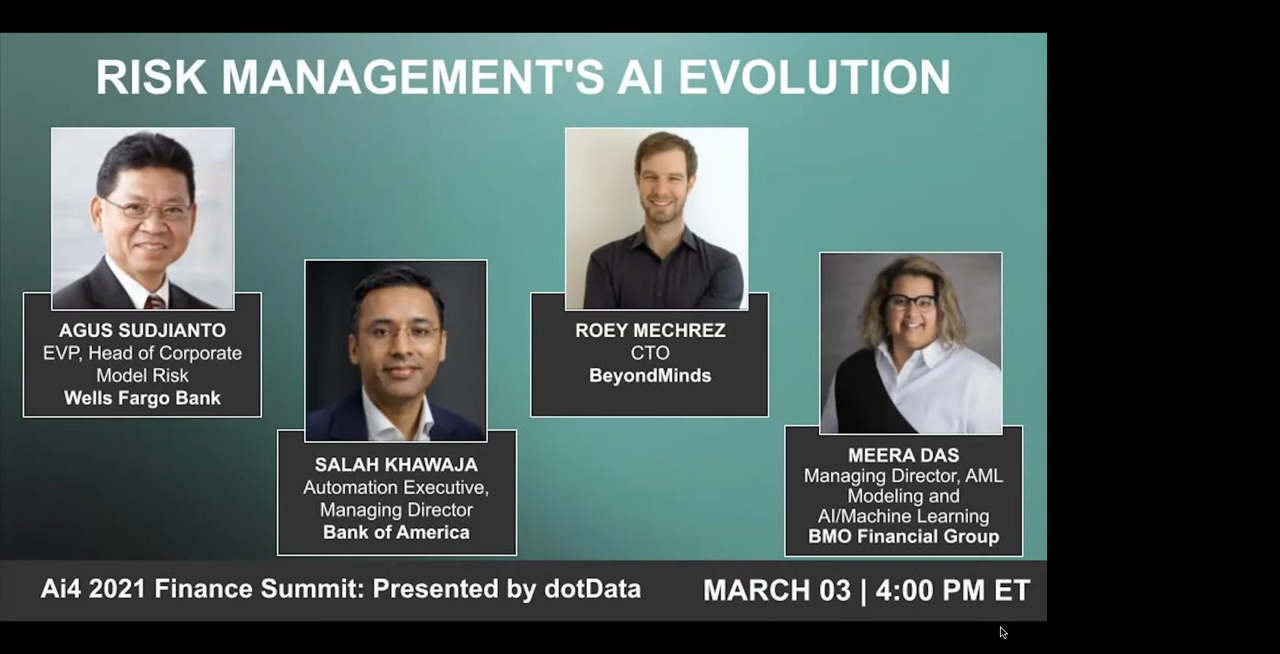 RISK MANAGEMENT'S AI EVOLUTION
AGUS SUDJIANTO
EVP, Head of Corporate
Model Risk
Wells Fargo Bank
SALAH KHAWAJA
Automation Executive,
Managing Director
Bank of America
ROEY MECHREZ
CTO
BeyondMinds
MEERA DAS
Managing Director, AML
Modeling and
AI/Machine Learning
BMO Financial Group
Ai4 2021 Finance Summit: Presented by dotData
MARCH 03 | 4:00 PM ET